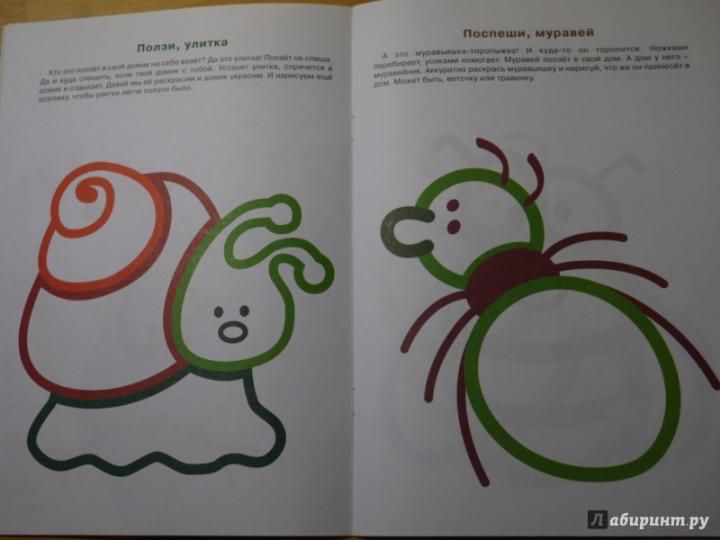 Ползи, улитка
Кто это ползёт и свой домик на себе везёт? Да это улитка! Ползёт не спеша.
Да и куда спешить, если твой домик с тобой. Устанет улитка, спрячется в
домик и отдыхает. Давай мы её раскрасим и домик украсим. И нарисуем ещё
дорожку, чтобы улитке легче ползти было.
Поспеши, муравей
А это муравьишка-торопыжка! И куда-то он торопится. Ножками
перебирает, усиками помогает. Муравей ползёт в свой дом. А дом у него –
муравейник. Аккуратно раскрась муравьишку и нарисуй, что же он принесёт в
дом. Может быть, веточку или травинку.
Лабиринт.ру